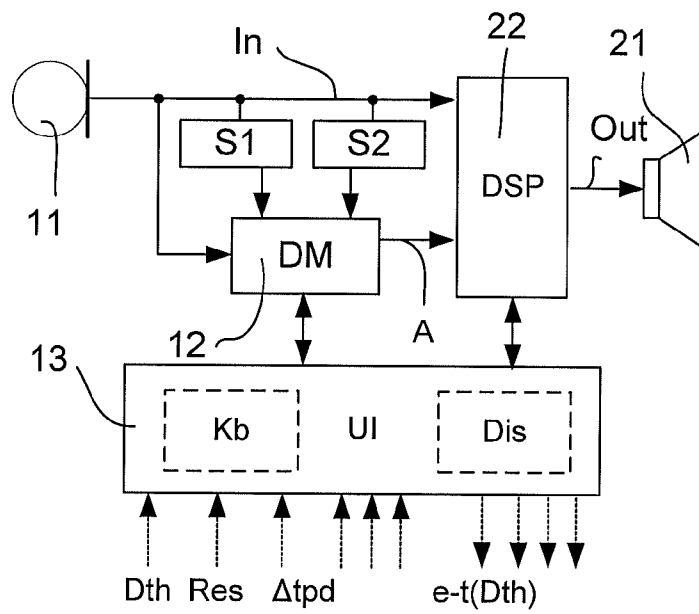 In
22
21
S1
S2
Out
11
DSP
DM
12
A
13
Kb
UI
Dis
Dth Res Δtpd e-t(Dth)